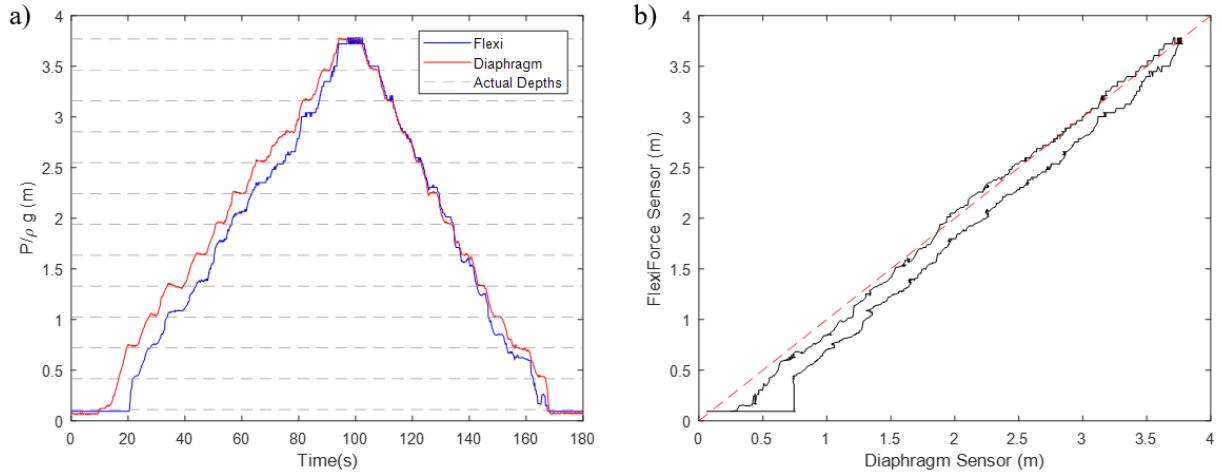 a)
4
3.5
3
2.5
2
1.5
1
0.5
0
P/ρ g (m)
0 20 40 60 80 100 120 140 160 180
Time(s)
Flexi
Diaphragm
Actual Depths
b)
4
3.5
3
2.5
2
1.5
1
0.5
0
FlexiForce Sensor (m)
0 0.5 1 1.5 2 2.5 3 3.5 4
Diaphragm Sensor (m)